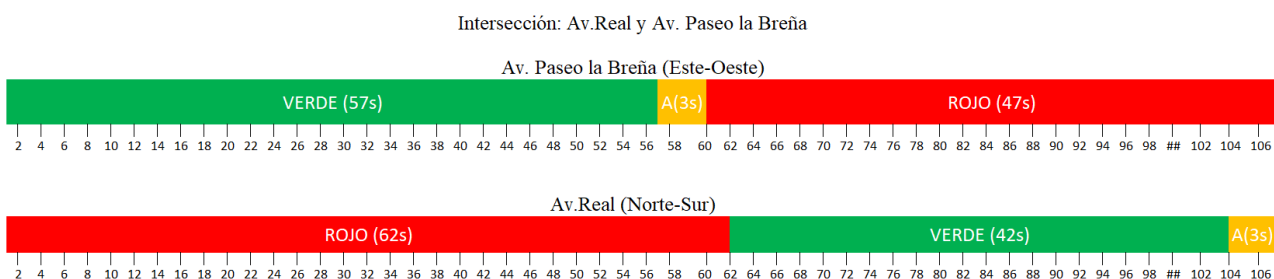 Intersección: Av.Real y Av. Paseo la Breña
Av. Paseo la Breña (Este-Oeste)
VERDE (57s) A(3s) ROJO (47s)
2 4 6 8 10 12 14 16 18 20 22 24 26 28 30 32 34 36 38 40 42 44 46 48 50 52 54 56 58 60 62 64 66 68 70 72 74 76 78 80 82 84 86 88 90 92 94 96 98 ## 102 104 106
Av.Real (Norte-Sur)
ROJO (62s) VERDE (42s) A(3s)
2 4 6 8 10 12 14 16 18 20 22 24 26 28 30 32 34 36 38 40 42 44 46 48 50 52 54 56 58 60 62 64 66 68 70 72 74 76 78 80 82 84 86 88 90 92 94 96 98 ## 102 104 106